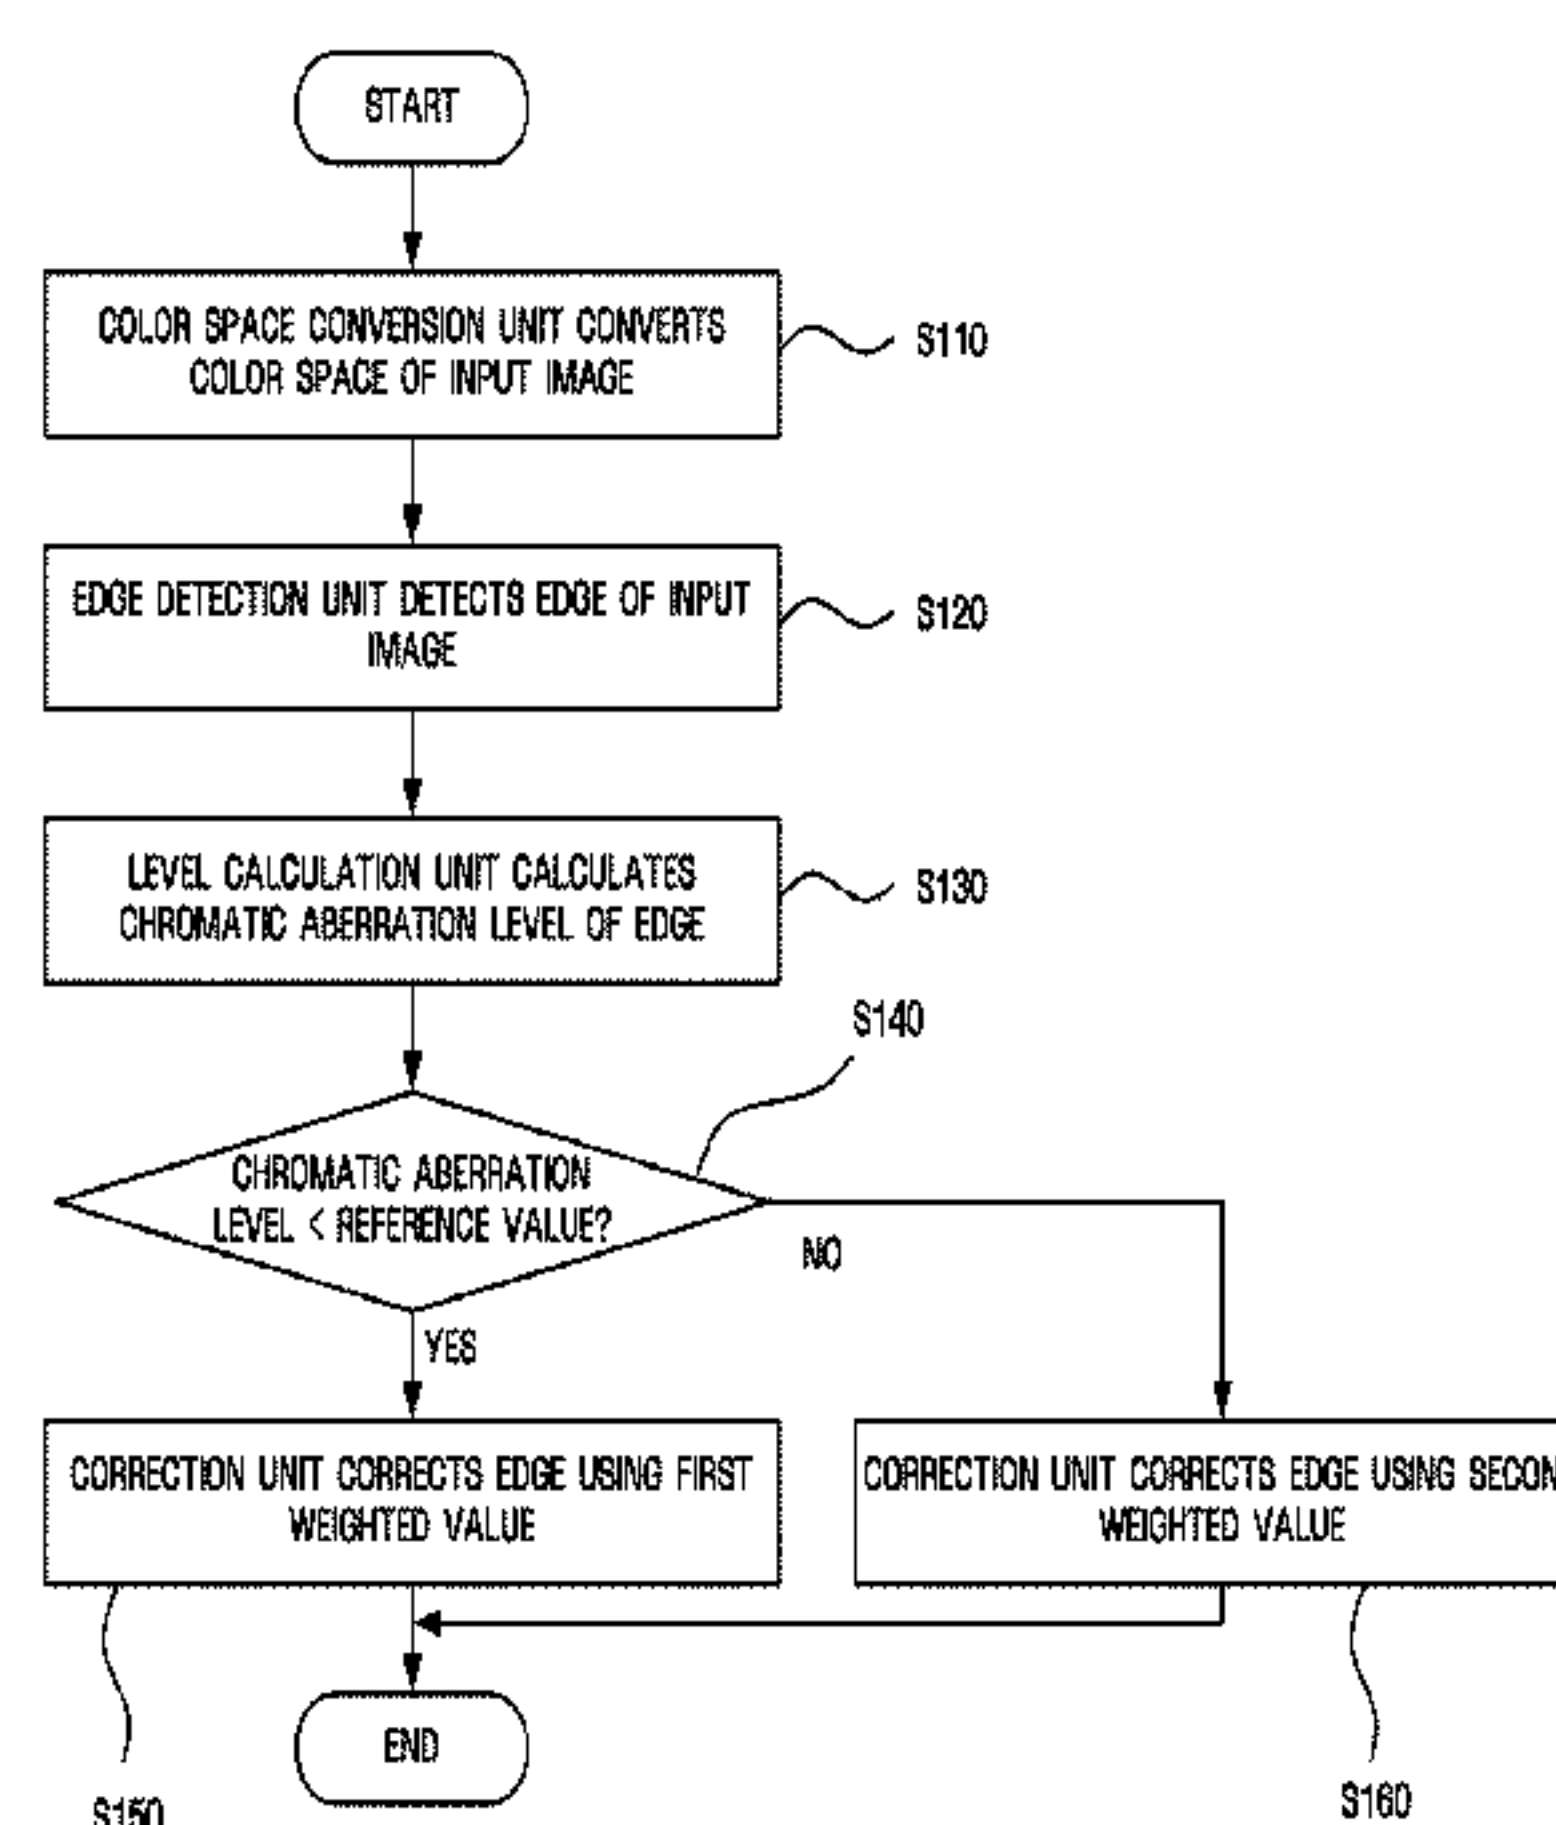 START
COLOR SPACE CONVERSION UNIT CONVERTS
COLOR SPACE OF INPUT IMAGE
S110
EDGE DETECTION UNIT DETECTS EDGE OF INPUT
IMAGE
S120
LEVEL CALCULATION UNIT CALCULATES
CHROMATIC ABERRATION LEVEL OF EDGE
S130
S140
CHROMATIC ABERRATION
LEVEL < REFERENCE VALUE?
NO
YES
CORRECTION UNIT CORRECTS EDGE USING FIRST
WEIGHTED VALUE
CORRECTION UNIT CORRECTS EDGE USING SECON
WEIGHTED VALUE
END
S150
S160